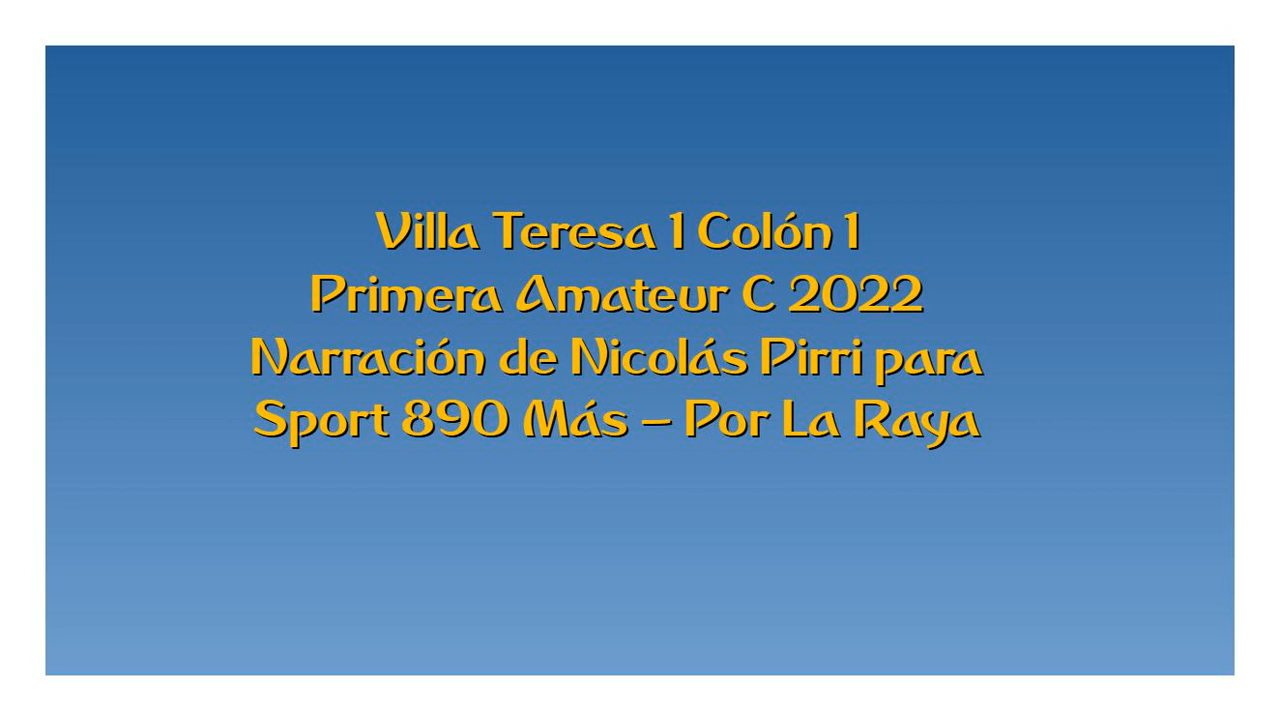 Villa Teresa 1 Colón 1
Primera Amateur C 2022
Narración de Nicolás Pirri para
Sport 890 Más – Por La Raya